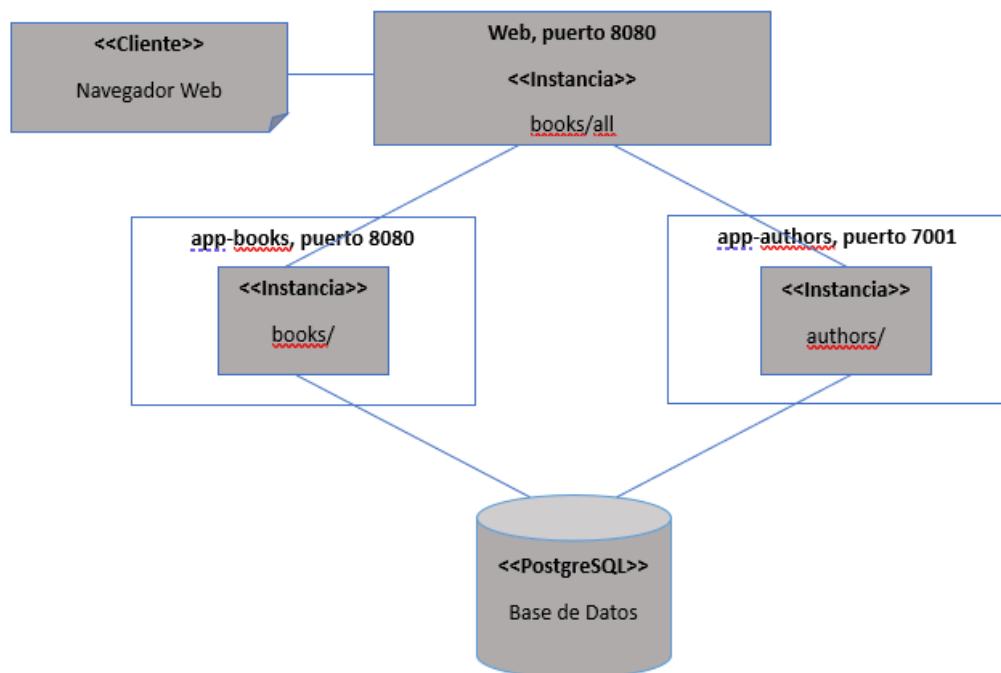 <<Cliente>>
Navegador Web
Web, puerto 8080
<<Instancia>>
books/all
app-books, puerto 8080
<<Instancia>>
books/
app-authors, puerto 7001
<<Instancia>>
authors/
<<PostgreSQL>>
Base de Datos